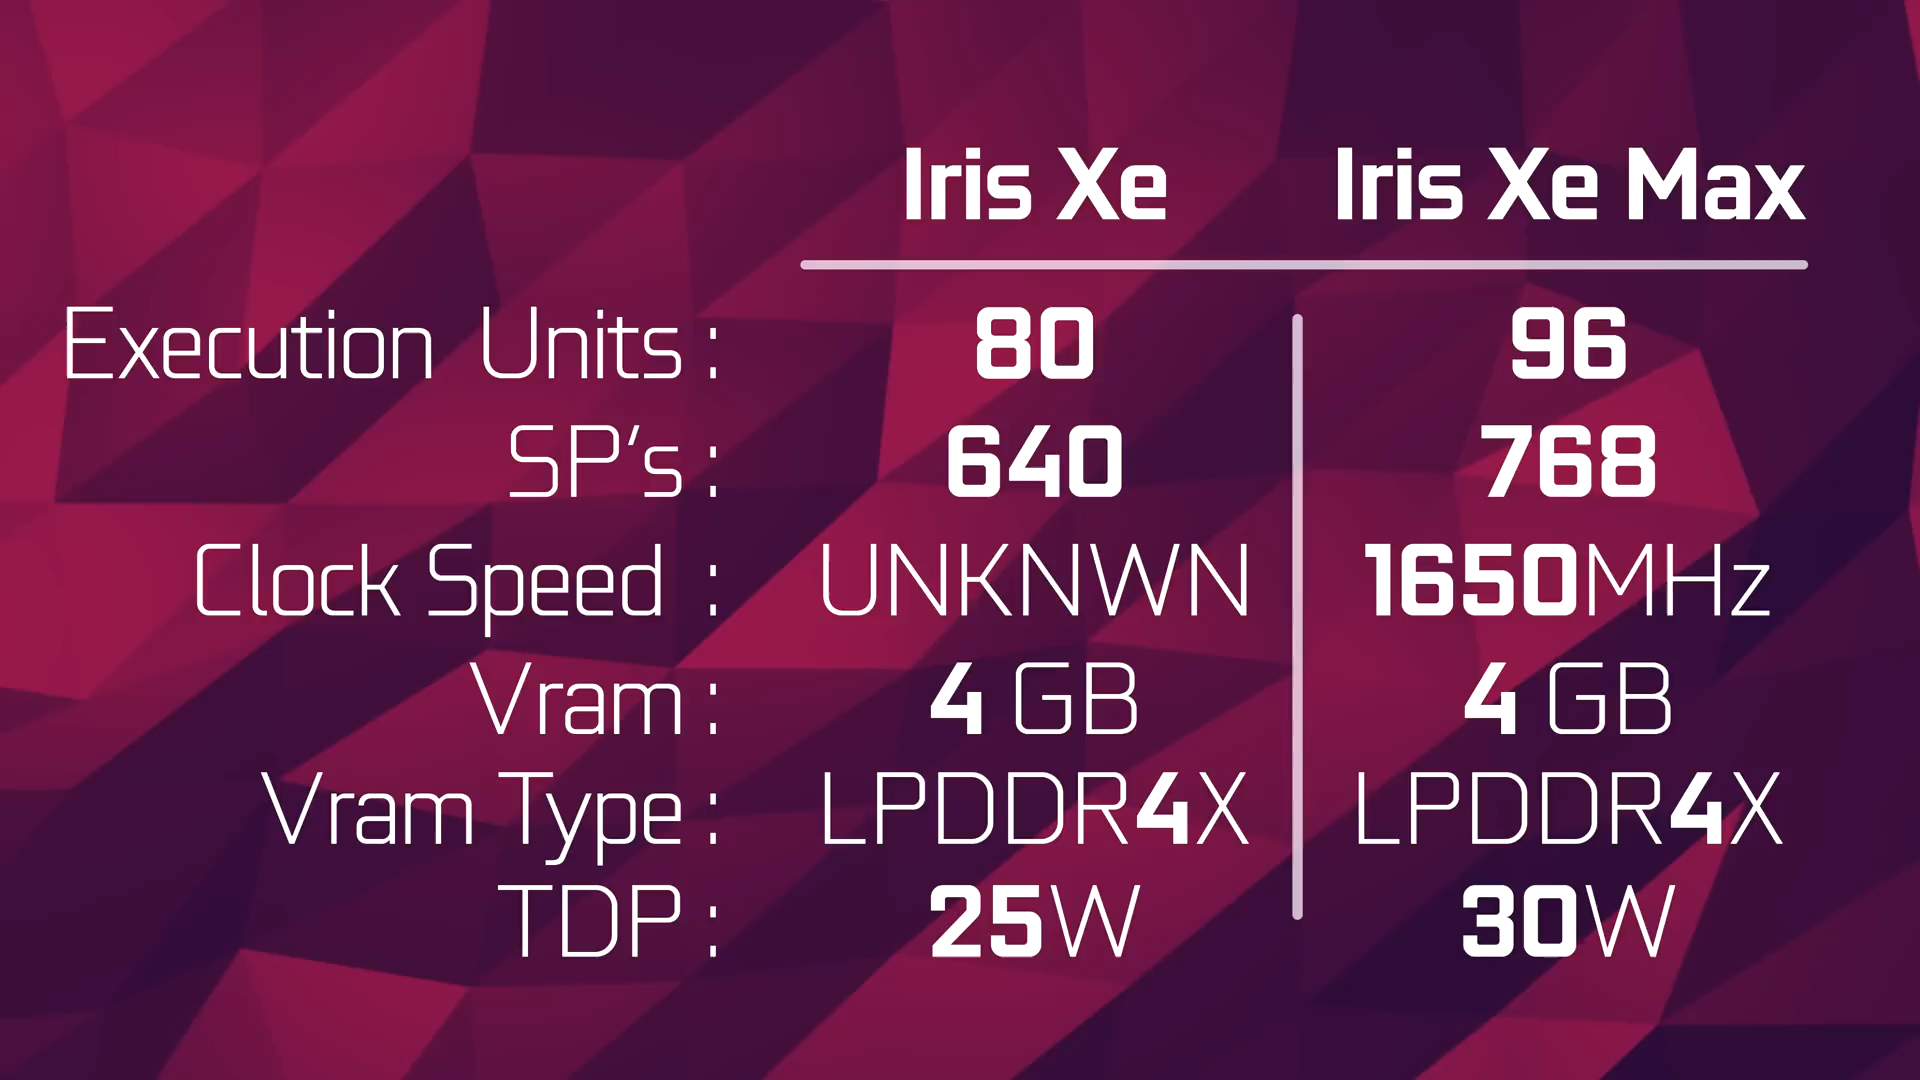 Iris Xe Iris Xe Max
Execution Units : 80 96
SP's : 640 768
Clock Speed : UNKNWN 1650MHz
Vram : 4 GB 4 GB
Vram Type : LPDDR4X LPDDR4X
TDP : 25W 30W